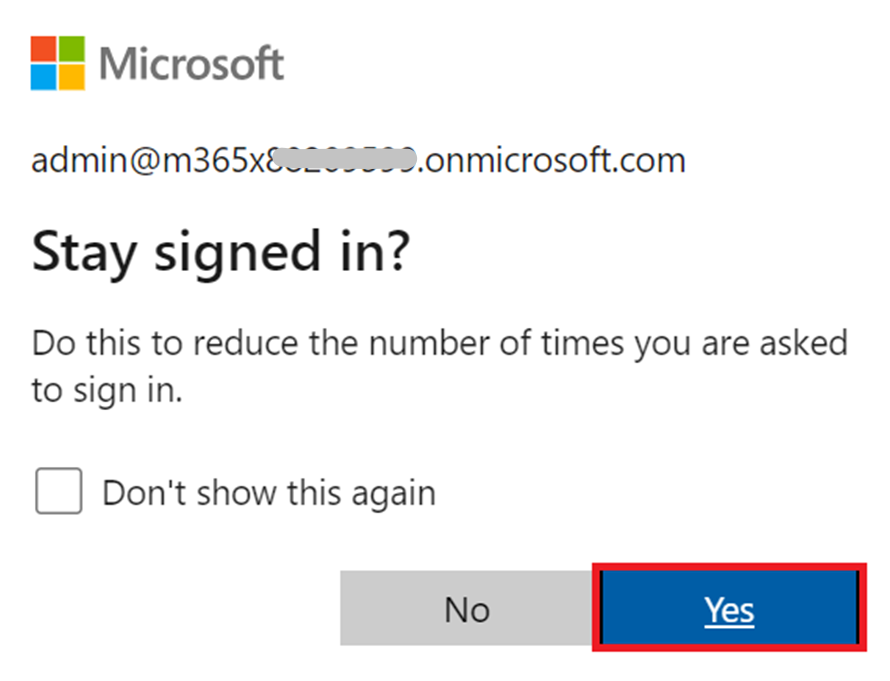 Microsoft
admin@m365x .onmicrosoft.com
Stay signed in?
Do this to reduce the number of times you are asked
to sign in.
Don't show this again
No
Yes